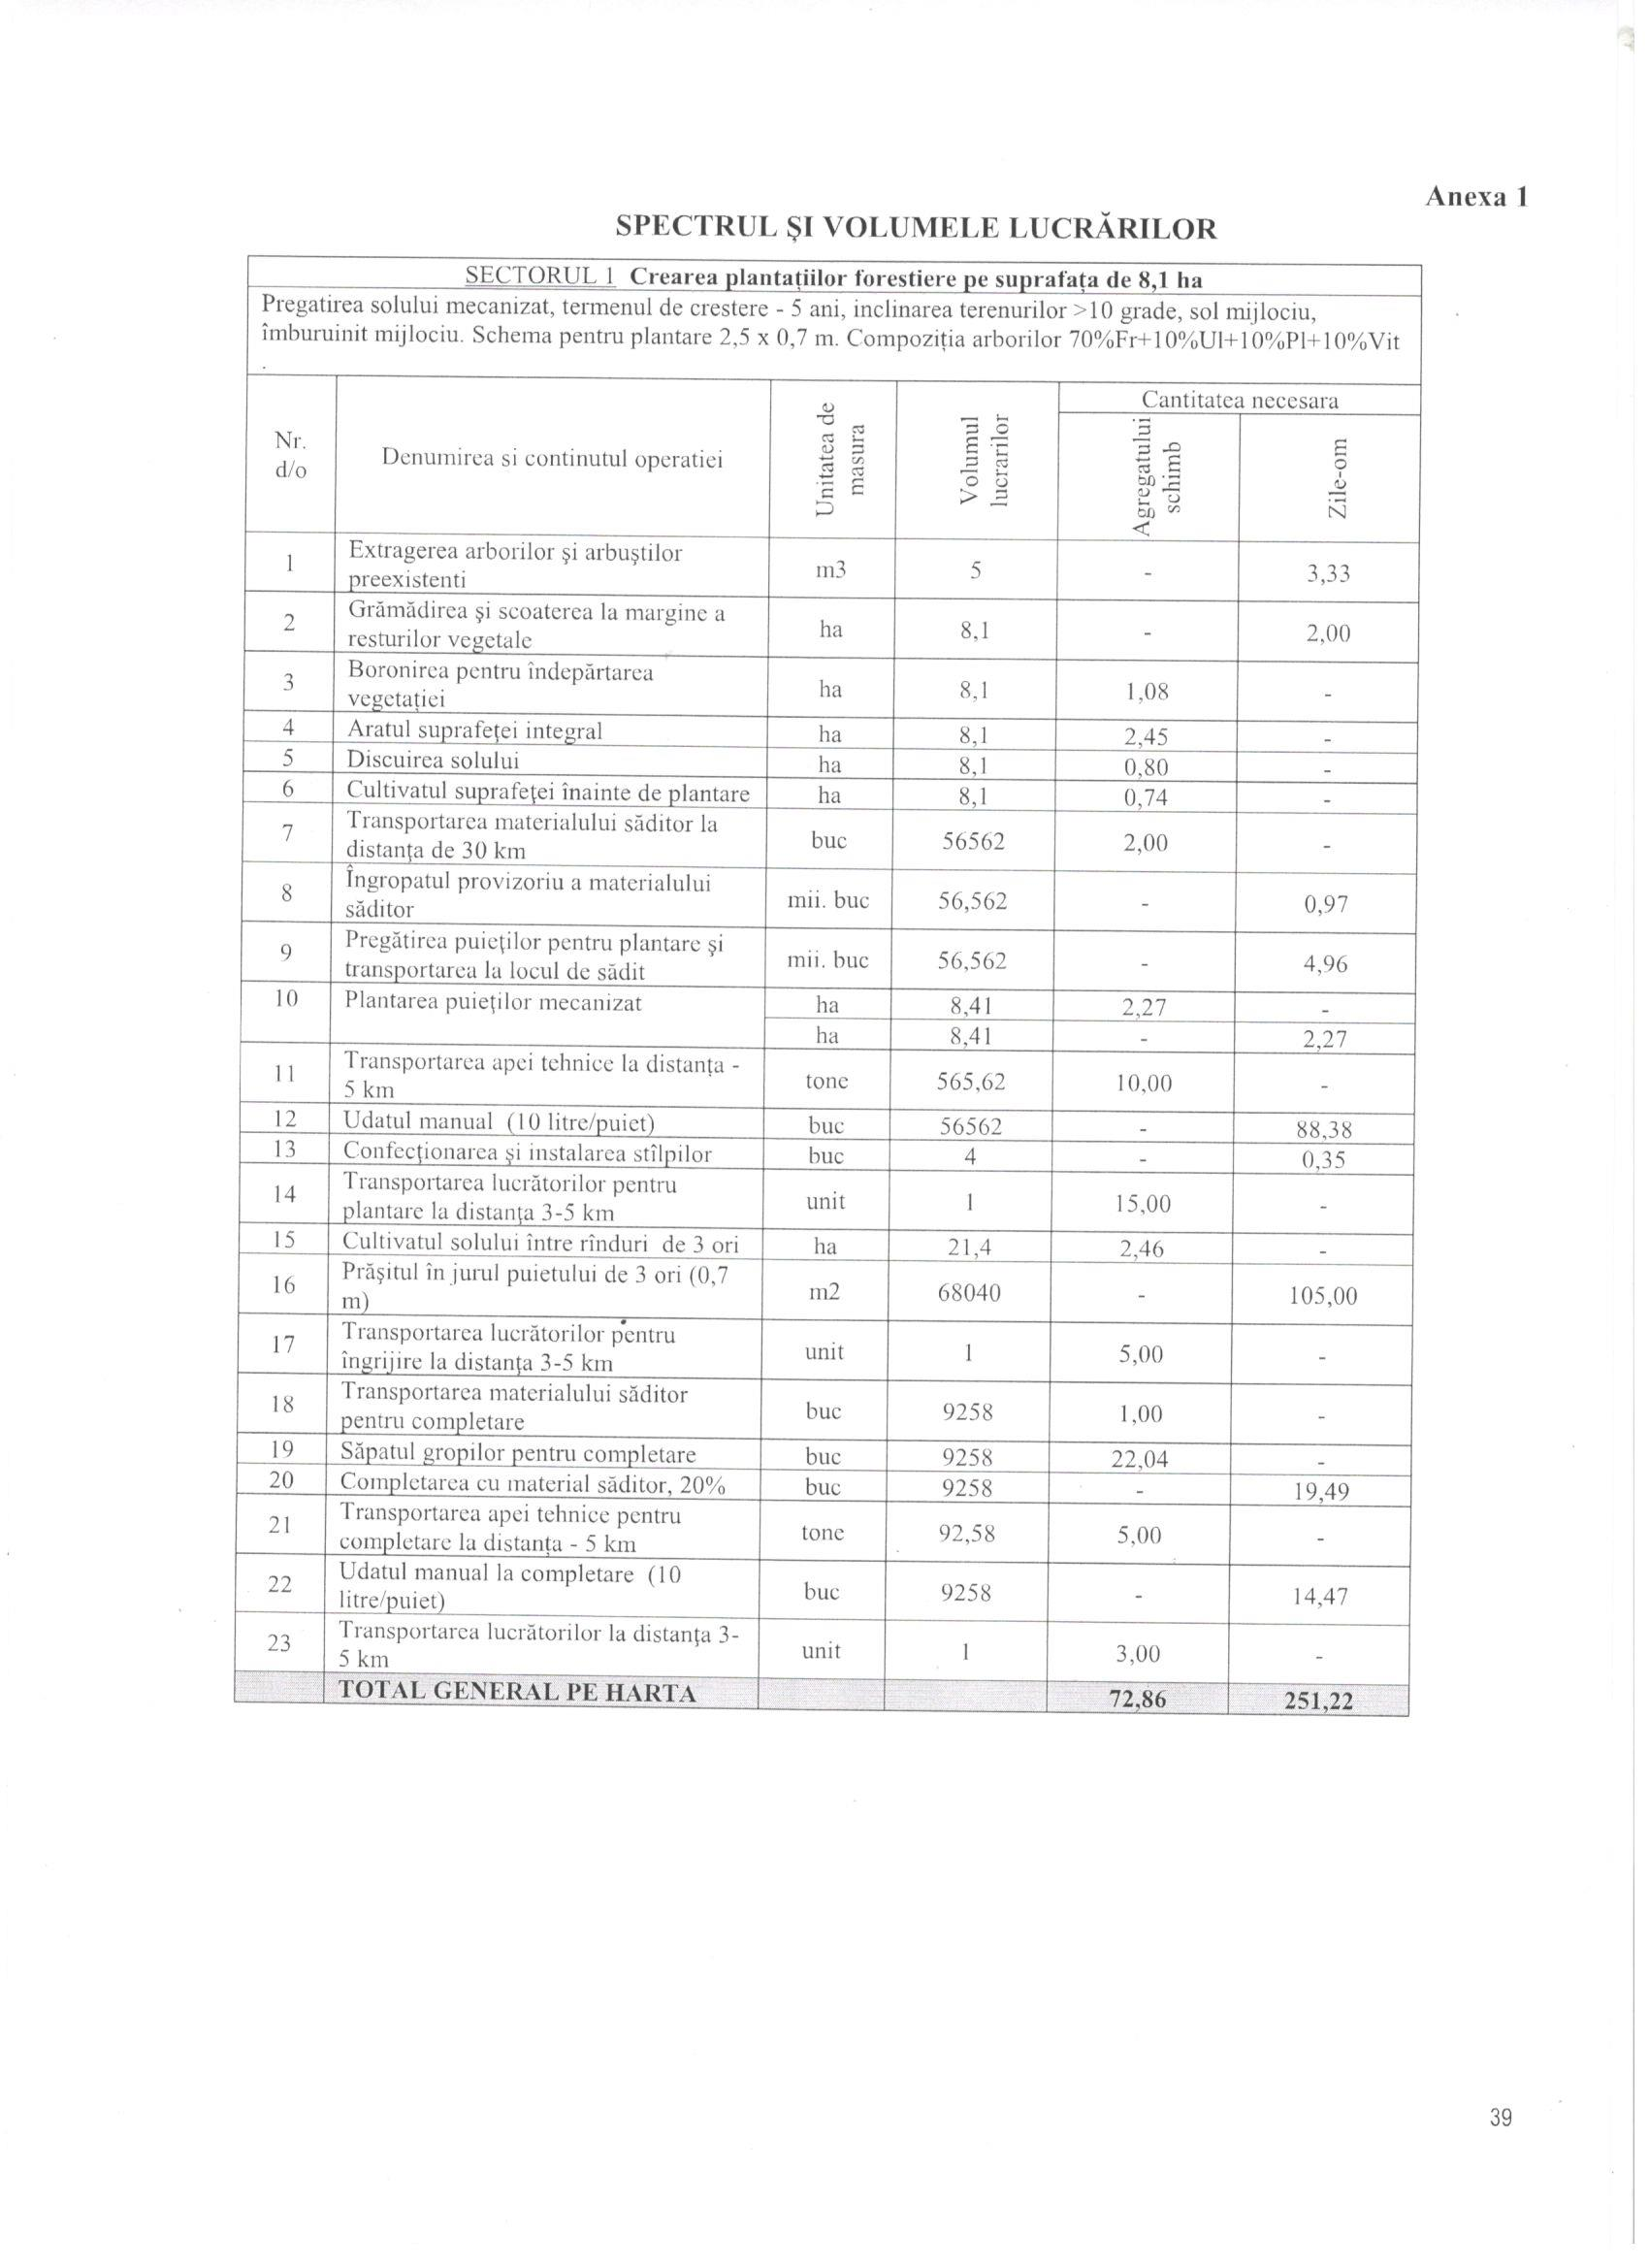 Anexa 1
SPECTRUL ŞI VOLUMELE LUCRĂRILOR
SECTORUL 1 Crearea plantaţiilor forestiere pe suprafaţa de 8,1 ha
Pregatirea solului mecanizat, termenul de crestere - 5 ani, inclinarea terenurilor >10 grade, sol mijlociu,
îmburuinit mijlociu. Schema pentru plantare 2,5 x 0,7 m. Compoziţia arborilor 70%Fr+10%Ul+10%Pl+10%Vit
.
Nr.
d/o
Denumirea si continutul operatiei
Unitatea de
masura
Volumul
lucrarilor
Cantitatea necesara
Agregatului
schimb
Zile-om
1 Extragerea arborilor şi arbuştilor
preexistenti m3 5 - 3,33
2 Grămădirea şi scoaterea la margine a
resturilor vegetale ha 8,1 - 2,00
3 Boronirea pentru îndepărtarea
vegetaţiei ha 8,1 1,08 -
4 Aratul suprafeţei integral ha 8,1 2,45 -
5 Discuirea solului ha 8,1 0,80 -
6 Cultivatul suprafeţei înainte de plantare ha 8,1 0,74 -
7 Transportarea materialului săditor la
distanţa de 30 km buc 56562 2,00 -
8 Îngropatul provizoriu a materialului
săditor mii. buc 56,562 - 0,97
9 Pregătirea puieţilor pentru plantare şi
transportarea la locul de sădit mii. buc 56,562 - 4,96
10 Plantarea puieţilor mecanizat ha 8,41 2,27 -
ha 8,41 - 2,27
11 Transportarea apei tehnice la distanţa -
5 km tone 565,62 10,00 -
12 Udatul manual (10 litre/puiet) buc 56562 - 88,38
13 Confecţionarea şi instalarea stîlpilor buc 4 - 0,35
14 Transportarea lucrătorilor pentru
plantare la distanţa 3-5 km unit 1 15,00 -
15 Cultivatul solului între rînduri de 3 ori ha 21,4 2,46 -
16 Prăşitul în jurul puietului de 3 ori (0,7
m) m2 68040 - 105,00
17 Transportarea lucrătorilor pentru
îngrijire la distanţa 3-5 km unit 1 5,00 -
18 Transportarea materialului săditor
pentru completare buc 9258 1,00 -
19 Săpatul gropilor pentru completare buc 9258 22,04 -
20 Completarea cu material săditor, 20% buc 9258 - 19,49
21 Transportarea apei tehnice pentru
completare la distanţa - 5 km tone 92,58 5,00 -
22 Udatul manual la completare (10
litre/puiet) buc 9258 - 14,47
23 Transportarea lucrătorilor la distanţa 3-
5 km unit 1 3,00 -
TOTAL GENERAL PE HARTA 72,86 251,22
39